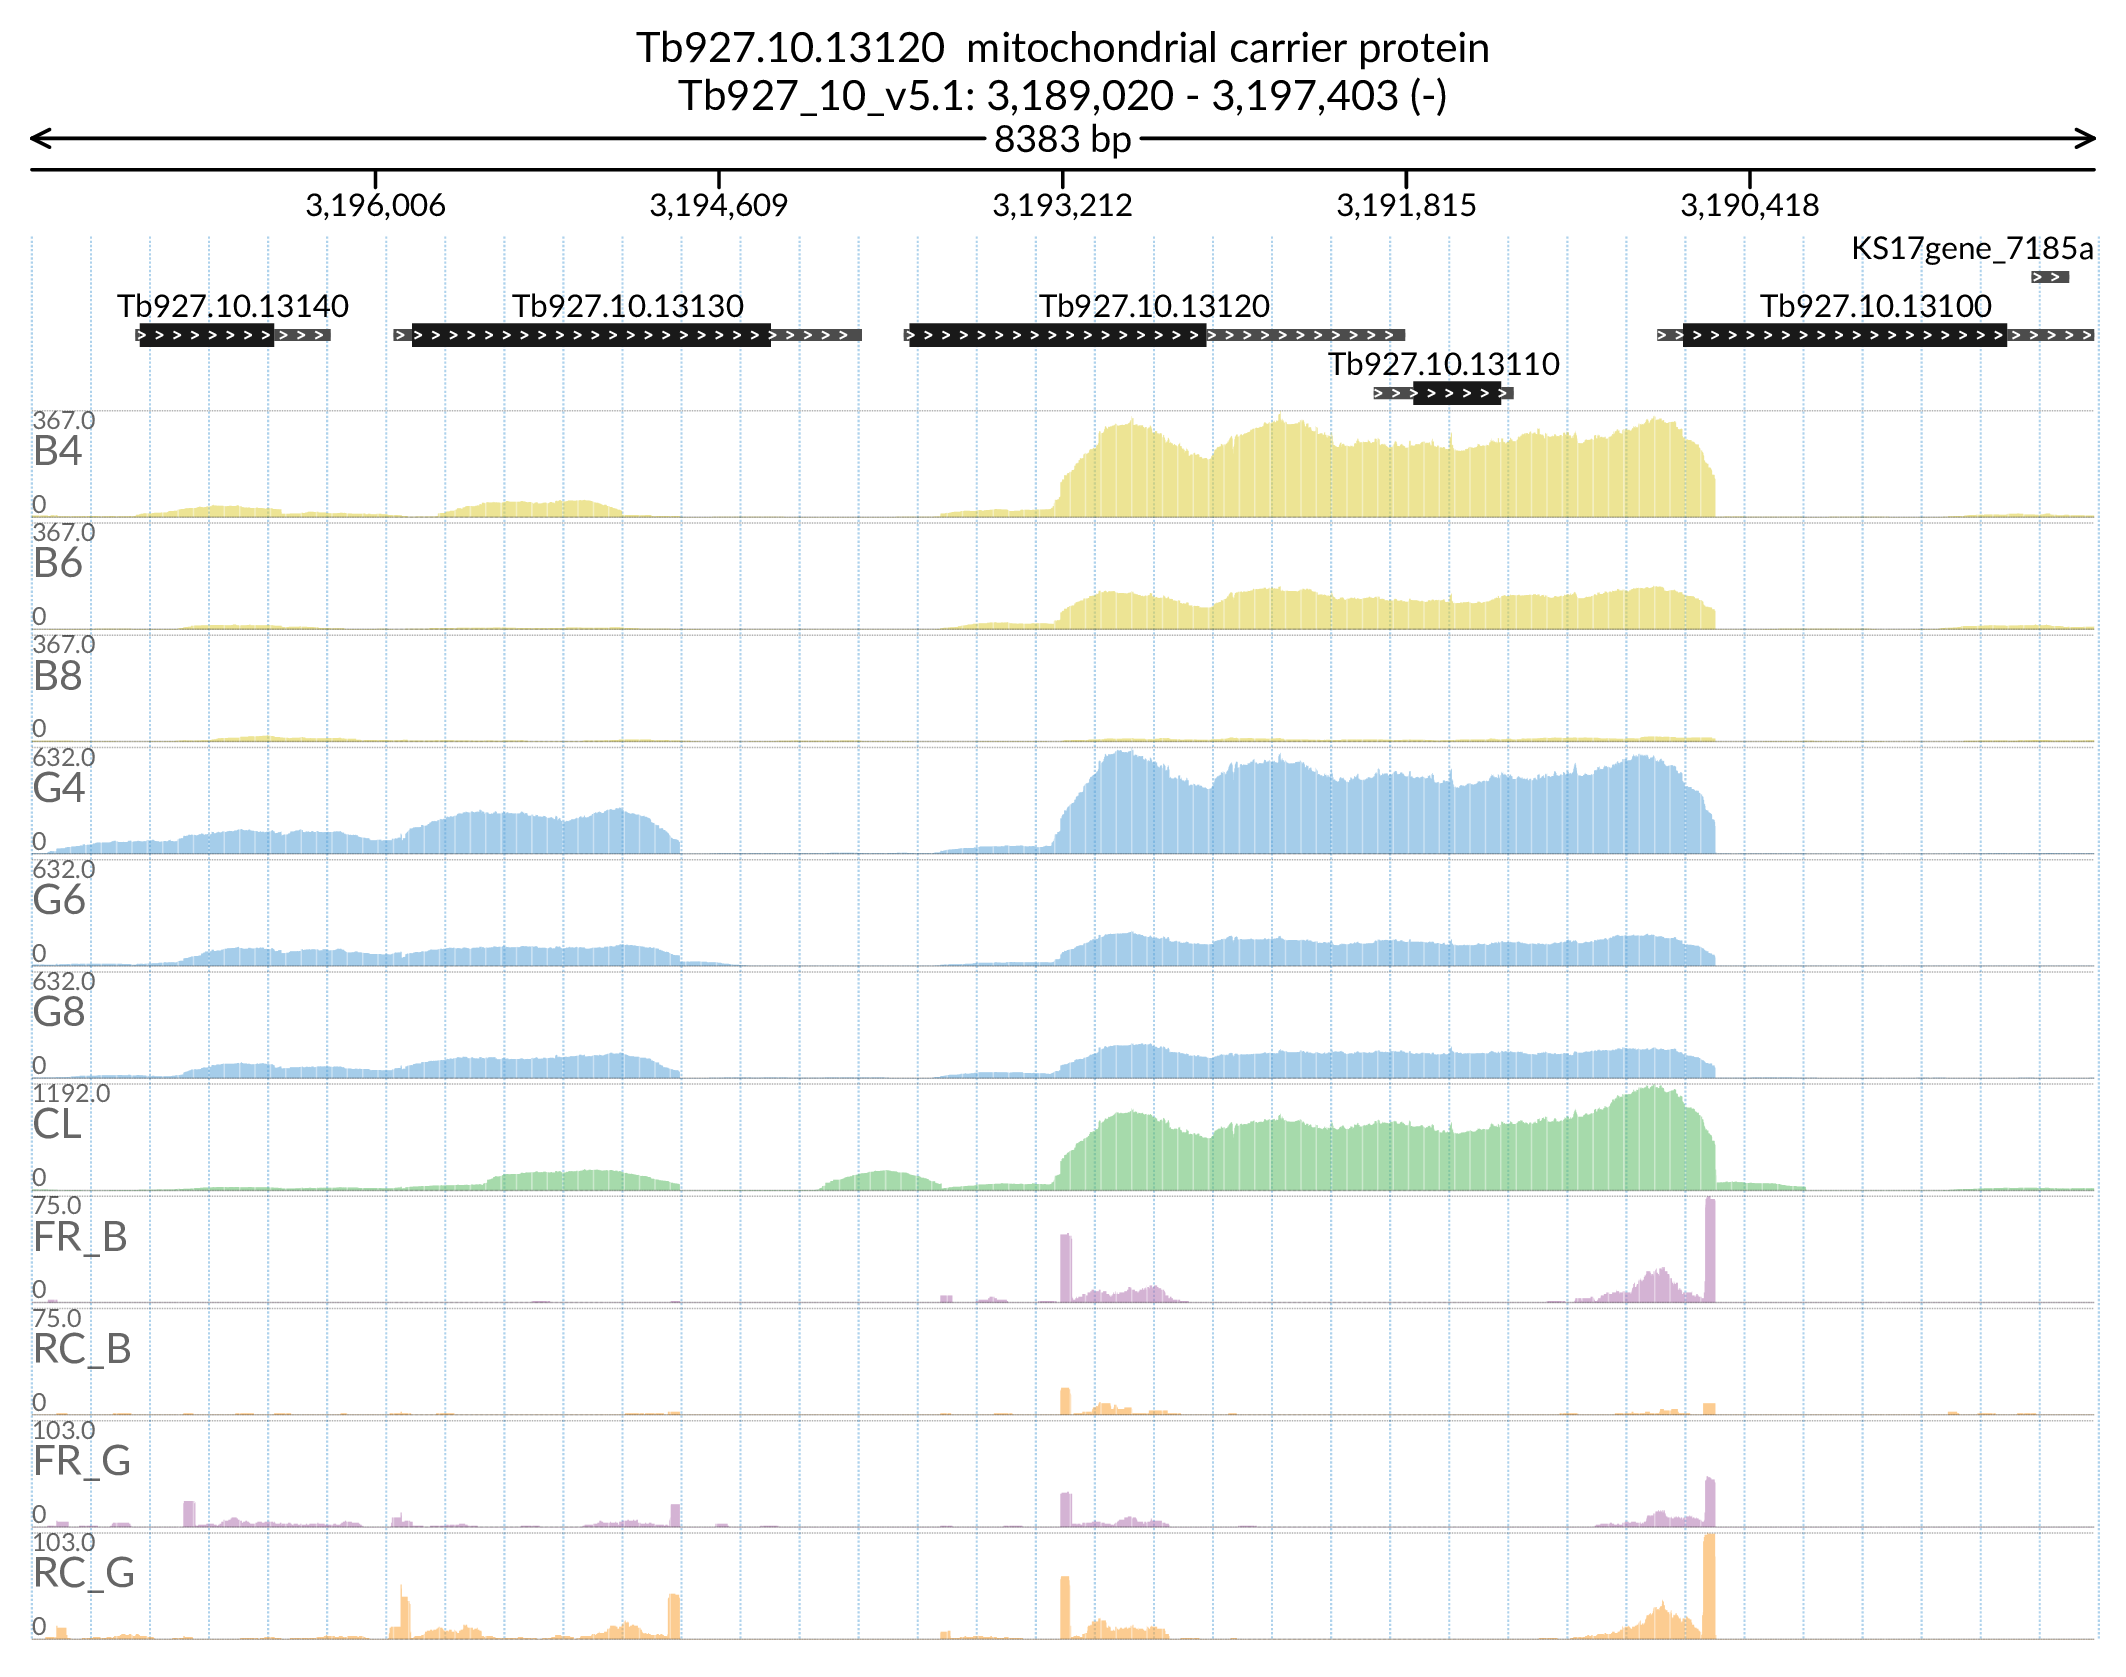 Tb927.10.13120  mitochondrial carrier protein
Tb927_10_v5.1: 3,189,020 - 3,197,403 (-)
8383 bp
3,196,006 3,194,609 3,193,212 3,191,815 3,190,418
KS17gene_7185a
Tb927.10.13140 Tb927.10.13130 Tb927.10.13120 Tb927.10.13100
Tb927.10.13110
367.0
B4
0
367.0
B6
0
367.0
B8
0
632.0
G4
0
632.0
G6
0
632.0
G8
0
1192.0
CL
0
75.0
FR_B
0
75.0
RC_B
0
103.0
FR_G
0
103.0
RC_G
0